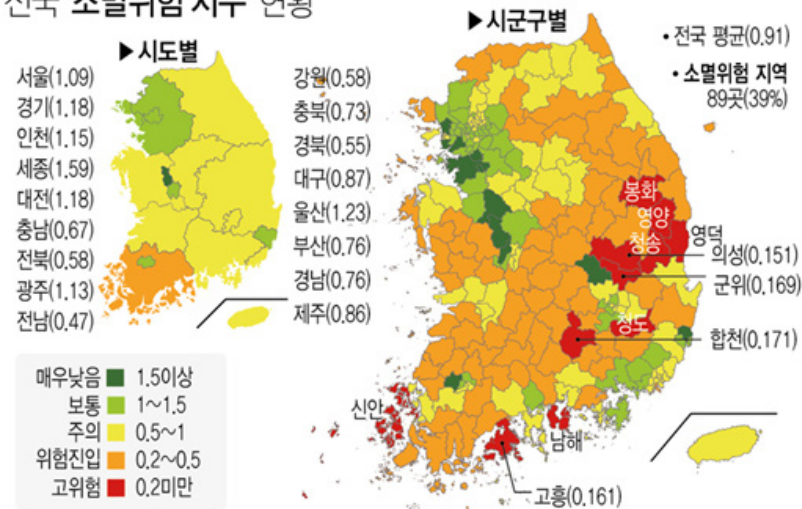 전국 소멸위험 지수 현황
▶시도별
서울(1.09)
경기(1.18)
인천(1.15)
세종(1.59)
대전(1.18)
충남(0.67)
전북(0.58)
광주(1.13)
전남(0.47)
강원(0.58)
충북(0.73)
경북(0.55)
대구(0.87)
울산(1.23)
부산(0.76)
경남(0.76)
제주(0.86)
매우낮음 1.5이상
보통 1~1.5
주의 0.5~1
위험진입 0.2~0.5
고위험 0.2미만
▶시군구별
• 전국 평균(0.91)
• 소멸위험 지역
89곳(39%)
봉화
영양
청송
영덕
의성(0.151)
군위(0.169)
청도
합천(0.171)
신안
남해
고흥(0.161)